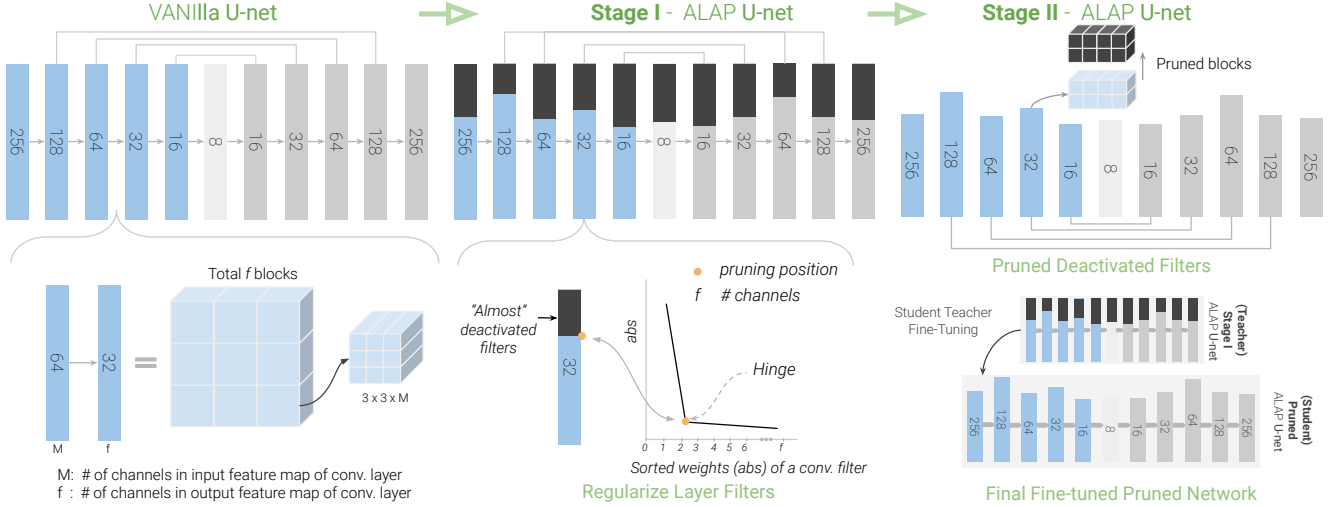 VANIlla U-net
256
128
64
32
16
8
16
32
64
128
256
Total f blocks
64
32
=
3 x 3 x M
M
f
M: # of channels in input feature map of conv. layer
f : # of channels in output feature map of conv. layer
Stage I - ALAP U-net
256
128
64
32
16
8
16
32
64
128
256
"Almost"
deactivated
filters
32
pruning position
f # channels
abs
Hinge
0 1 2 3 4 5 6 f
Sorted weights (abs) of a conv. filter
Regularize Layer Filters
Stage II - ALAP U-net
Pruned blocks
256
128
64
32
16
8
16
32
64
128
256
Pruned Deactivated Filters
Student Teacher
Fine-Tuning
(Teacher)
Stage I
ALAP U-net
256
128
64
32
16
8
16
32
64
128
256
(Student)
Pruned
ALAP U-net
Final Fine-tuned Pruned Network